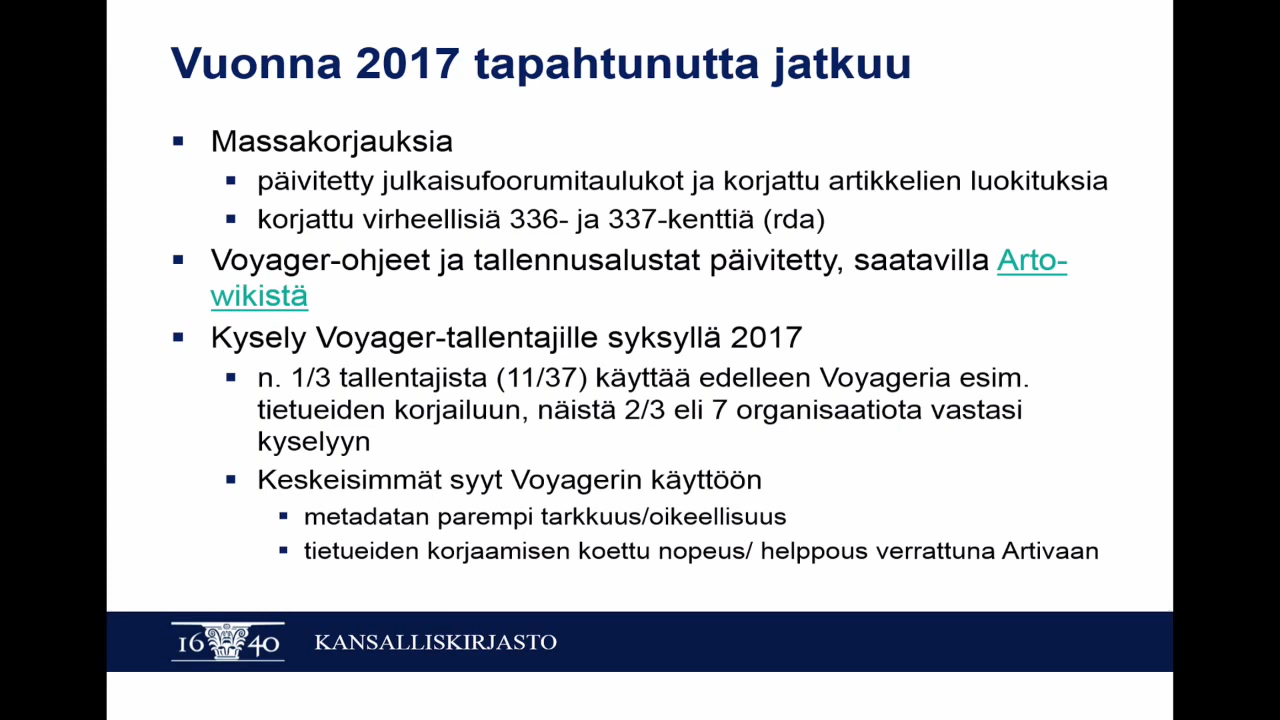 Vuonna 2017 tapahtunutta jatkuu
Massakorjauksia
päivitetty julkaisufoorumitaulukot ja korjattu artikkelien luokituksia
korjattu virheellisiä 336- ja 337-kenttiä (rda)
Voyager-ohjeet ja tallennusalustat päivitetty, saatavilla Arto-
wikistä
Kysely Voyager-tallentajille syksyllä 2017
n. 1/3 tallentajista (11/37) käyttää edelleen Voyageria esim.
tietueiden korjailuun, näistä 2/3 eli 7 organisaatiota vastasi
kyselyyn
Keskeisimmät syyt Voyagerin käyttöön
metadatan parempi tarkkuus/oikeellisuus
tietueiden korjaamisen koettu nopeus/ helppous verrattuna Artivaan
1640 KANSALLISKIRJASTO